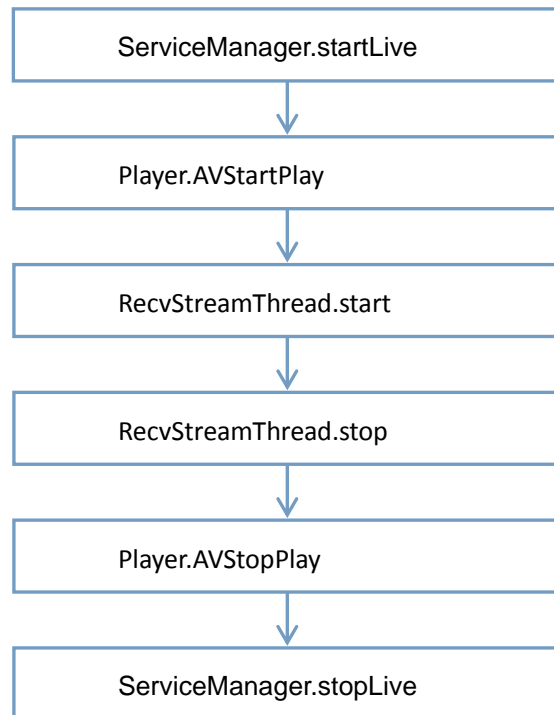 ServiceManager.startLive
Player.AVStartPlay
RecvStreamThread.start
RecvStreamThread.stop
Player.AVStopPlay
ServiceManager.stopLive